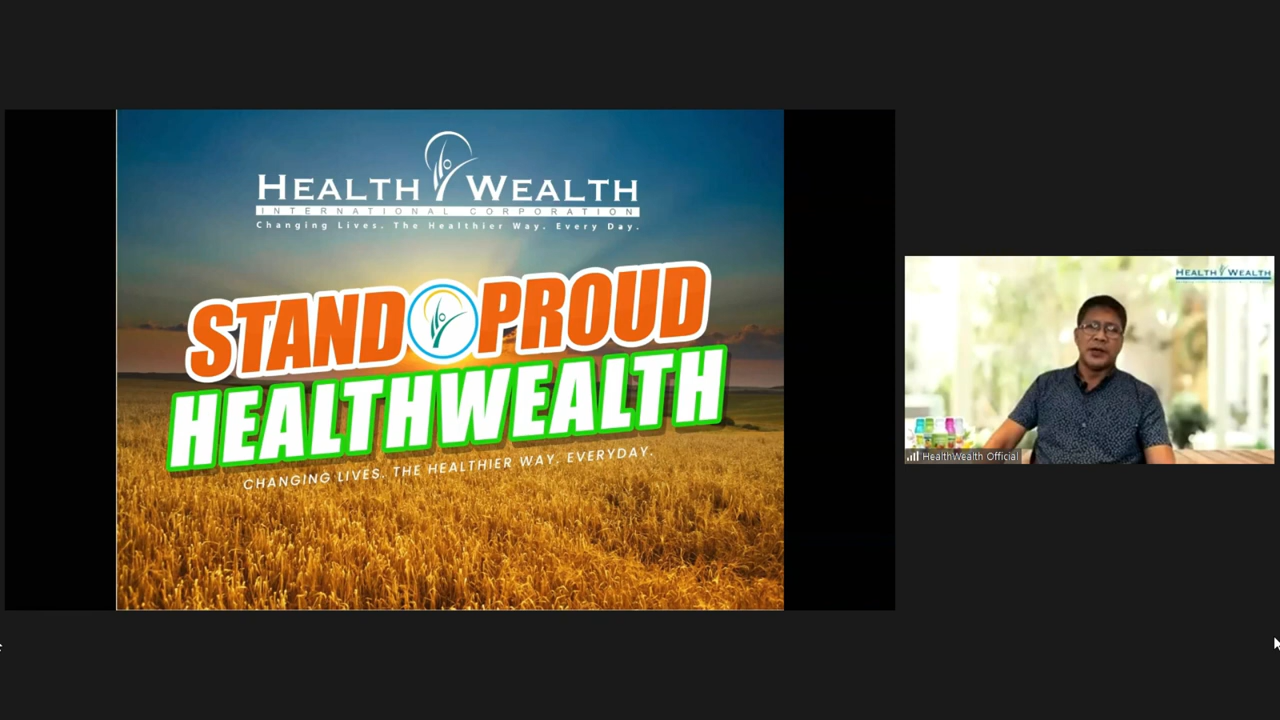 HEALTH WEALTH
INTERNATIONAL CORPORATION
Changing Lives. The Healthier Way. Every Day.
STAND PROUD
HEALTHWEALTH
CHANGING LIVES. THE HEALTHIER WAY. EVERYDAY.
HEALTH WEALTH
HealthWealth Official